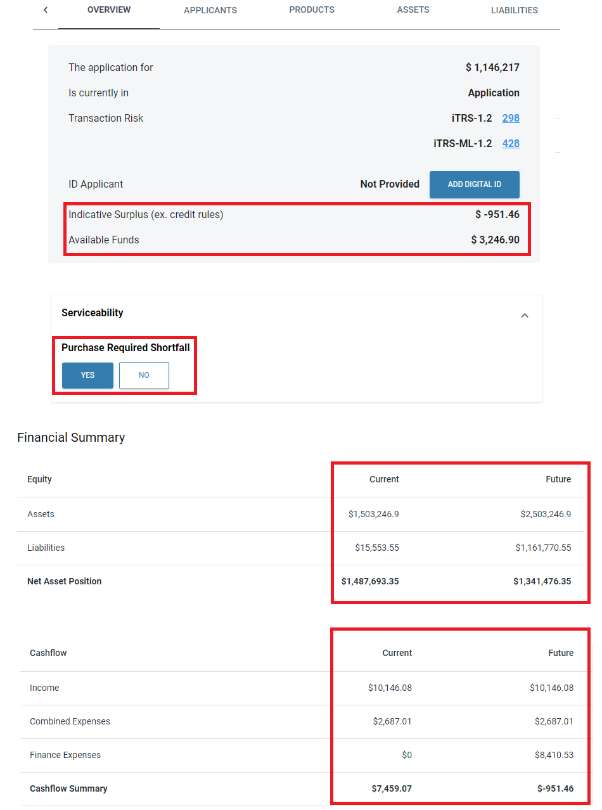 OVERVIEW APPLICANTS PRODUCTS ASSETS LIABILITIES
The application for $ 1,146,217
Is currently in Application
Transaction Risk iTRS-1.2 298
iTRS-ML-1.2 428
ID Applicant Not Provided ADD DIGITAL ID
Indicative Surplus (ex. credit rules) $ -951.46
Available Funds $ 3,246.90
Serviceability
Purchase Required Shortfall
YES NO
Financial Summary
Equity Current Future
Assets $1,503,246.9 $2,503,246.9
Liabilities $15,553.55 $1,161,770.55
Net Asset Position $1,487,693.35 $1,341,476.35
Cashflow Current Future
Income $10,146.08 $10,146.08
Combined Expenses $2,687.01 $2,687.01
Finance Expenses $0 $8,410.53
Cashflow Summary $7,459.07 $-951.46